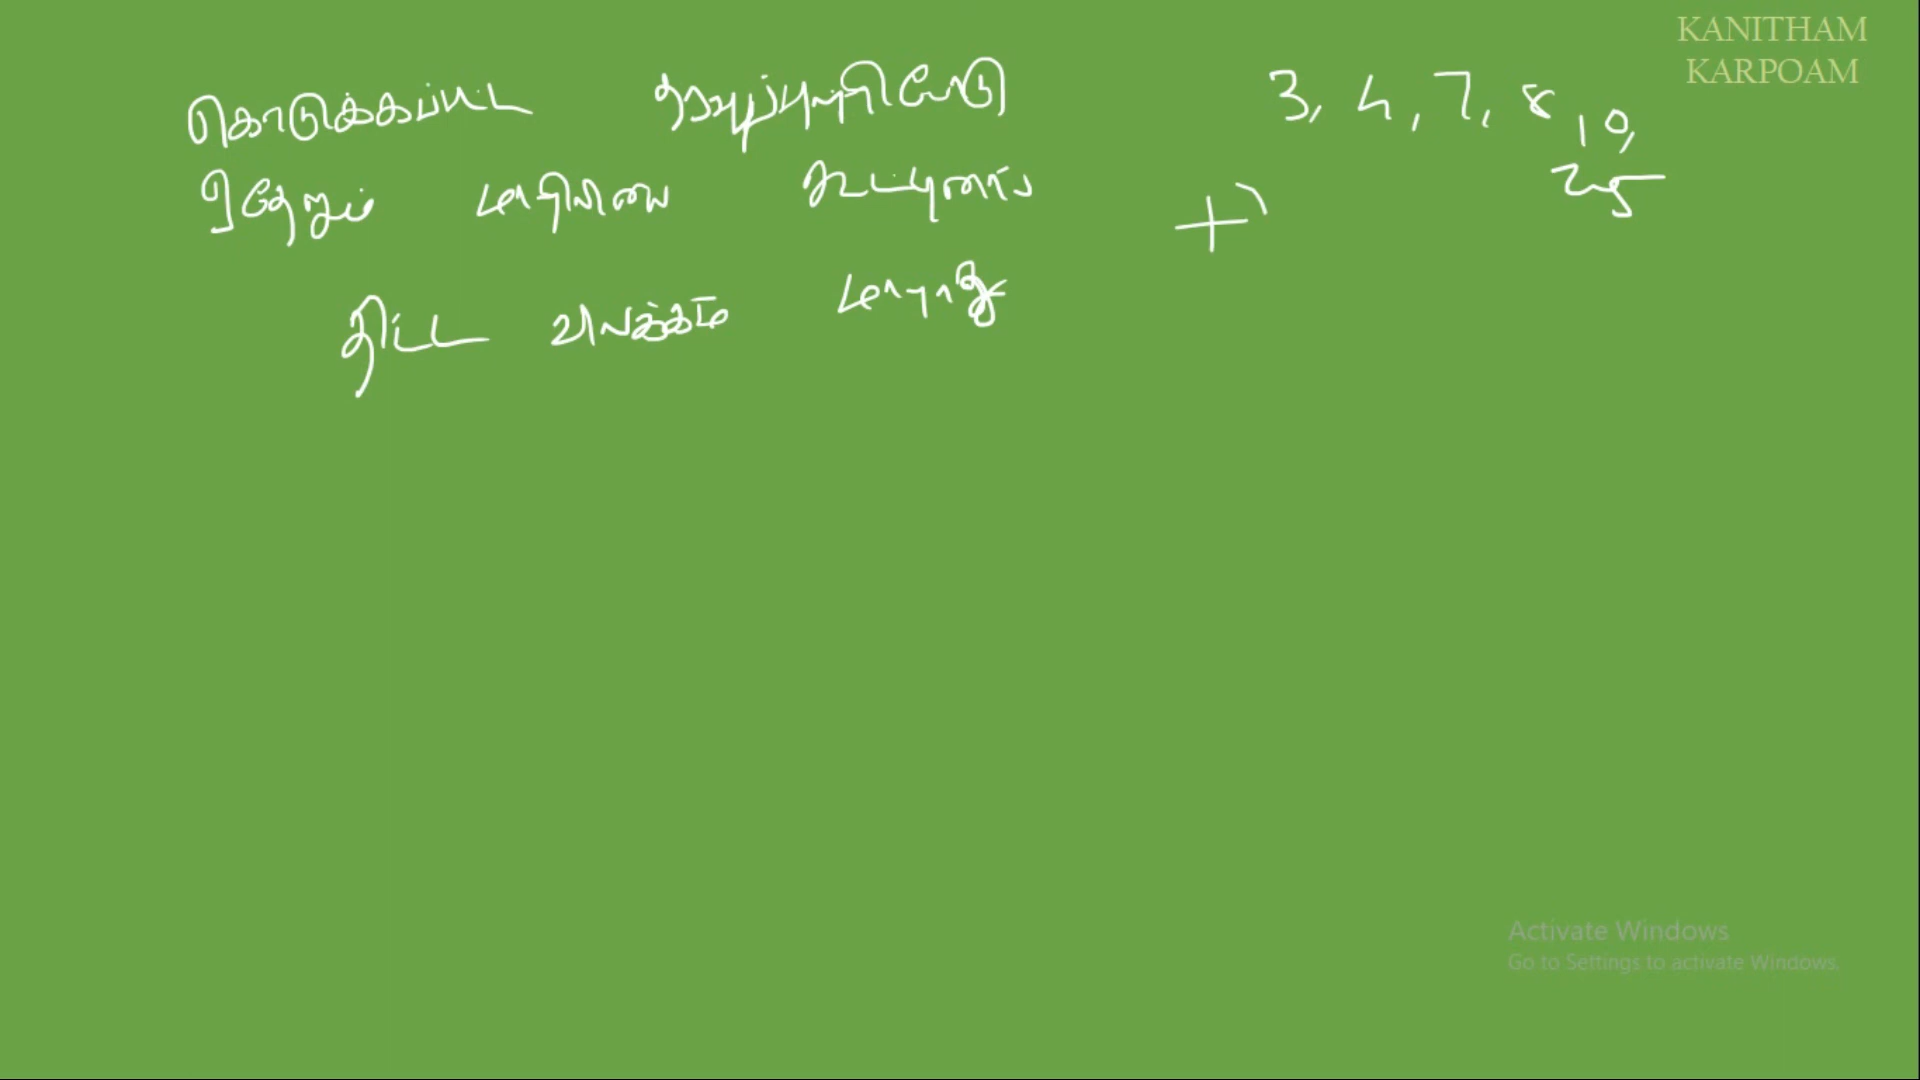 KANITHAM
KARPOAM
கொடுக்கப்பட்ட தரவுப்புள்ளியோடு 3, 4, 7, 8, 10,
ஏதேனும் மாறிலியை கூட்டினால் + 25
திட்ட விலக்கம் மாறாது
Activate Windows
Go to Settings to activate Windows.